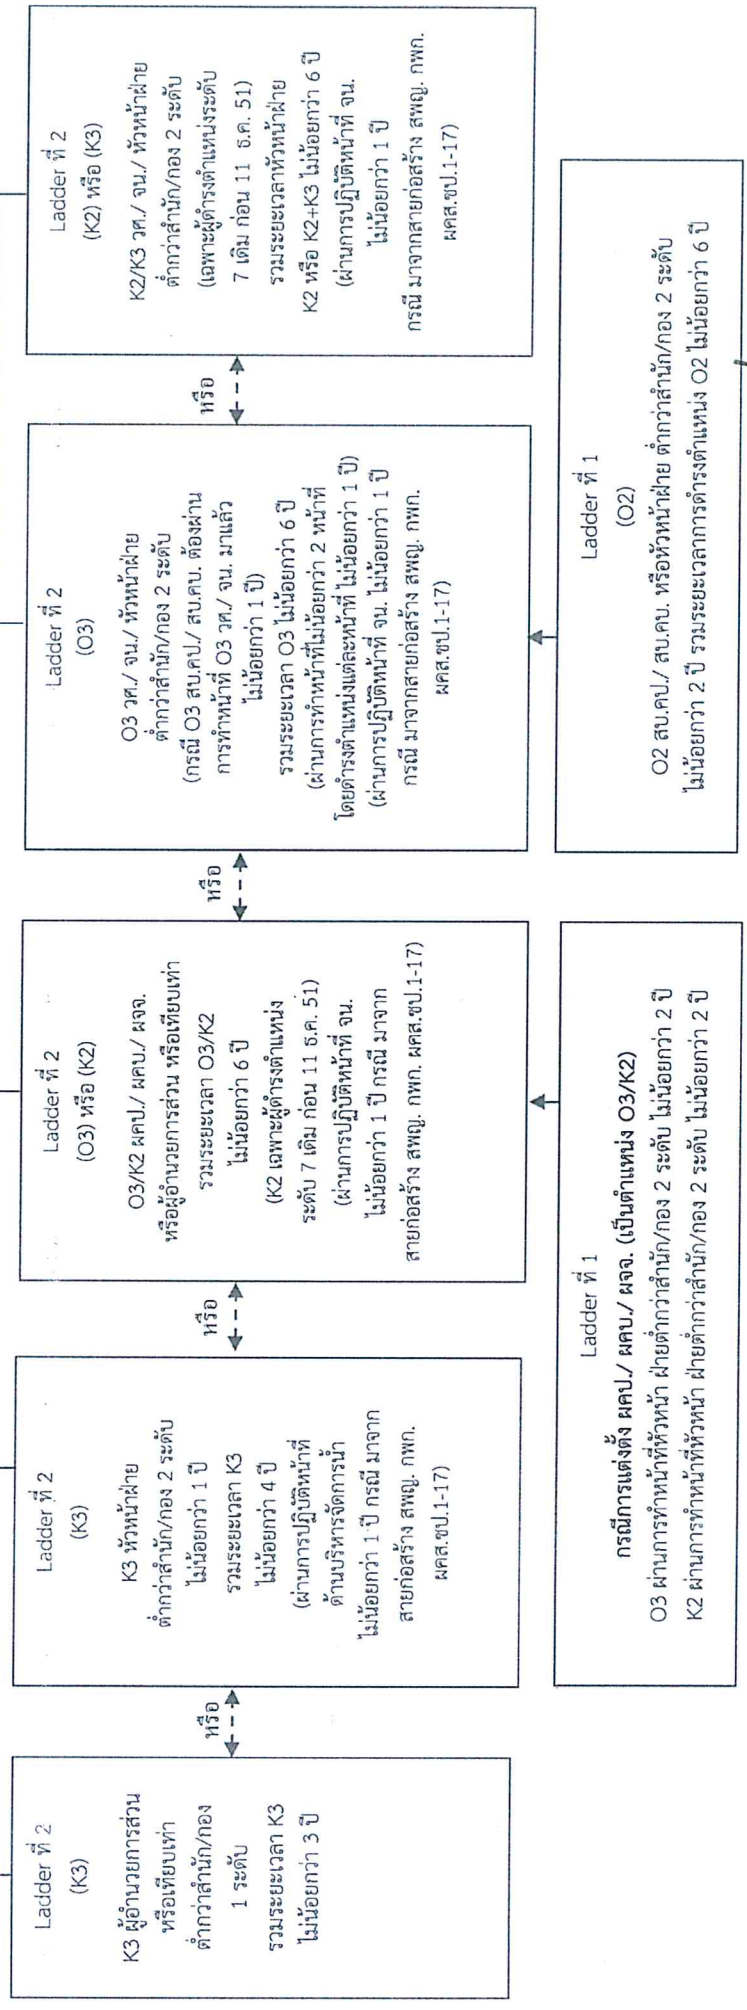 Ladder ที่ 2
(K3)
K3 ผู้อำนวยการส่วน
หรือเทียบเท่า
ต่ำกว่าสำนัก/กอง
1 ระดับ
รวมระยะเวลา K3
ไม่น้อยกว่า 3 ปี
หรือ
Ladder ที่ 2
(K3)
K3 หัวหน้าฝ่าย
ต่ำกว่าสำนัก/กอง 2 ระดับ
ไม่น้อยกว่า 1 ปี
รวมระยะเวลา K3
ไม่น้อยกว่า 4 ปี
(ผ่านการปฏิบัติหน้าที่
ด้านบริหารจัดการน้ำ
ไม่น้อยกว่า 1 ปี กรณี มาจาก
สายก่อสร้าง สพญ. กพก.
ผคส.ชป.1-17)
หรือ
Ladder ที่ 2
(O3) หรือ (K2)
O3/K2 ผคป./ ผคบ./ ผจจ.
หรือผู้อำนวยการส่วน หรือเทียบเท่า
รวมระยะเวลา O3/K2
ไม่น้อยกว่า 6 ปี
(K2 เฉพาะผู้ดำรงตำแหน่ง
ระดับ 7 เดิม ก่อน 11 ธ.ค. 51)
(ผ่านการปฏิบัติหน้าที่ จน.
ไม่น้อยกว่า 1 ปี กรณี มาจาก
สายก่อสร้าง สพญ. กพก. ผคส.ชป.1-17)
หรือ
Ladder ที่ 2
(O3)
O3 วศ./ จน./ หัวหน้าฝ่าย
ต่ำกว่าสำนัก/กอง 2 ระดับ
(กรณี O3 สบ.คป./ สบ.คบ. ต้องผ่าน
การทำหน้าที่ O3 วศ./ จน. มาแล้ว
ไม่น้อยกว่า 1 ปี)
รวมระยะเวลา O3 ไม่น้อยกว่า 6 ปี
(ผ่านการทำหน้าที่ไม่น้อยกว่า 2 หน้าที่
โดยดำรงตำแหน่งแต่ละหน้าที่ ไม่น้อยกว่า 1 ปี)
(ผ่านการปฏิบัติหน้าที่ จน. ไม่น้อยกว่า 1 ปี
กรณี มาจากสายก่อสร้าง สพญ. กพก.
ผคส.ชป.1-17)
หรือ
Ladder ที่ 2
(K2) หรือ (K3)
K2/K3 วศ./ จน./ หัวหน้าฝ่าย
ต่ำกว่าสำนัก/กอง 2 ระดับ
(เฉพาะผู้ดำรงตำแหน่งระดับ
7 เดิม ก่อน 11 ธ.ค. 51)
รวมระยะเวลาหัวหน้าฝ่าย
K2 หรือ K2+K3 ไม่น้อยกว่า 6 ปี
(ผ่านการปฏิบัติหน้าที่ จน.
ไม่น้อยกว่า 1 ปี
กรณี มาจากสายก่อสร้าง สพญ. กพก.
ผคส.ชป.1-17)
Ladder ที่ 1
กรณีการแต่งตั้ง ผคป./ ผคบ./ ผจจ. (เป็นตำแหน่ง O3/K2)
O3 ผ่านการทำหน้าที่หัวหน้า ฝ่ายต่ำกว่าสำนัก/กอง 2 ระดับ ไม่น้อยกว่า 2 ปี
K2 ผ่านการทำหน้าที่หัวหน้า ฝ่ายต่ำกว่าสำนัก/กอง 2 ระดับ ไม่น้อยกว่า 2 ปี
Ladder ที่ 1
(O2)
O2 สบ.คป./ สบ.คบ. หรือหัวหน้าฝ่าย ต่ำกว่าสำนัก/กอง 2 ระดับ
ไม่น้อยกว่า 2 ปี รวมระยะเวลาการดำรงตำแหน่ง O2 ไม่น้อยกว่า 6 ปี